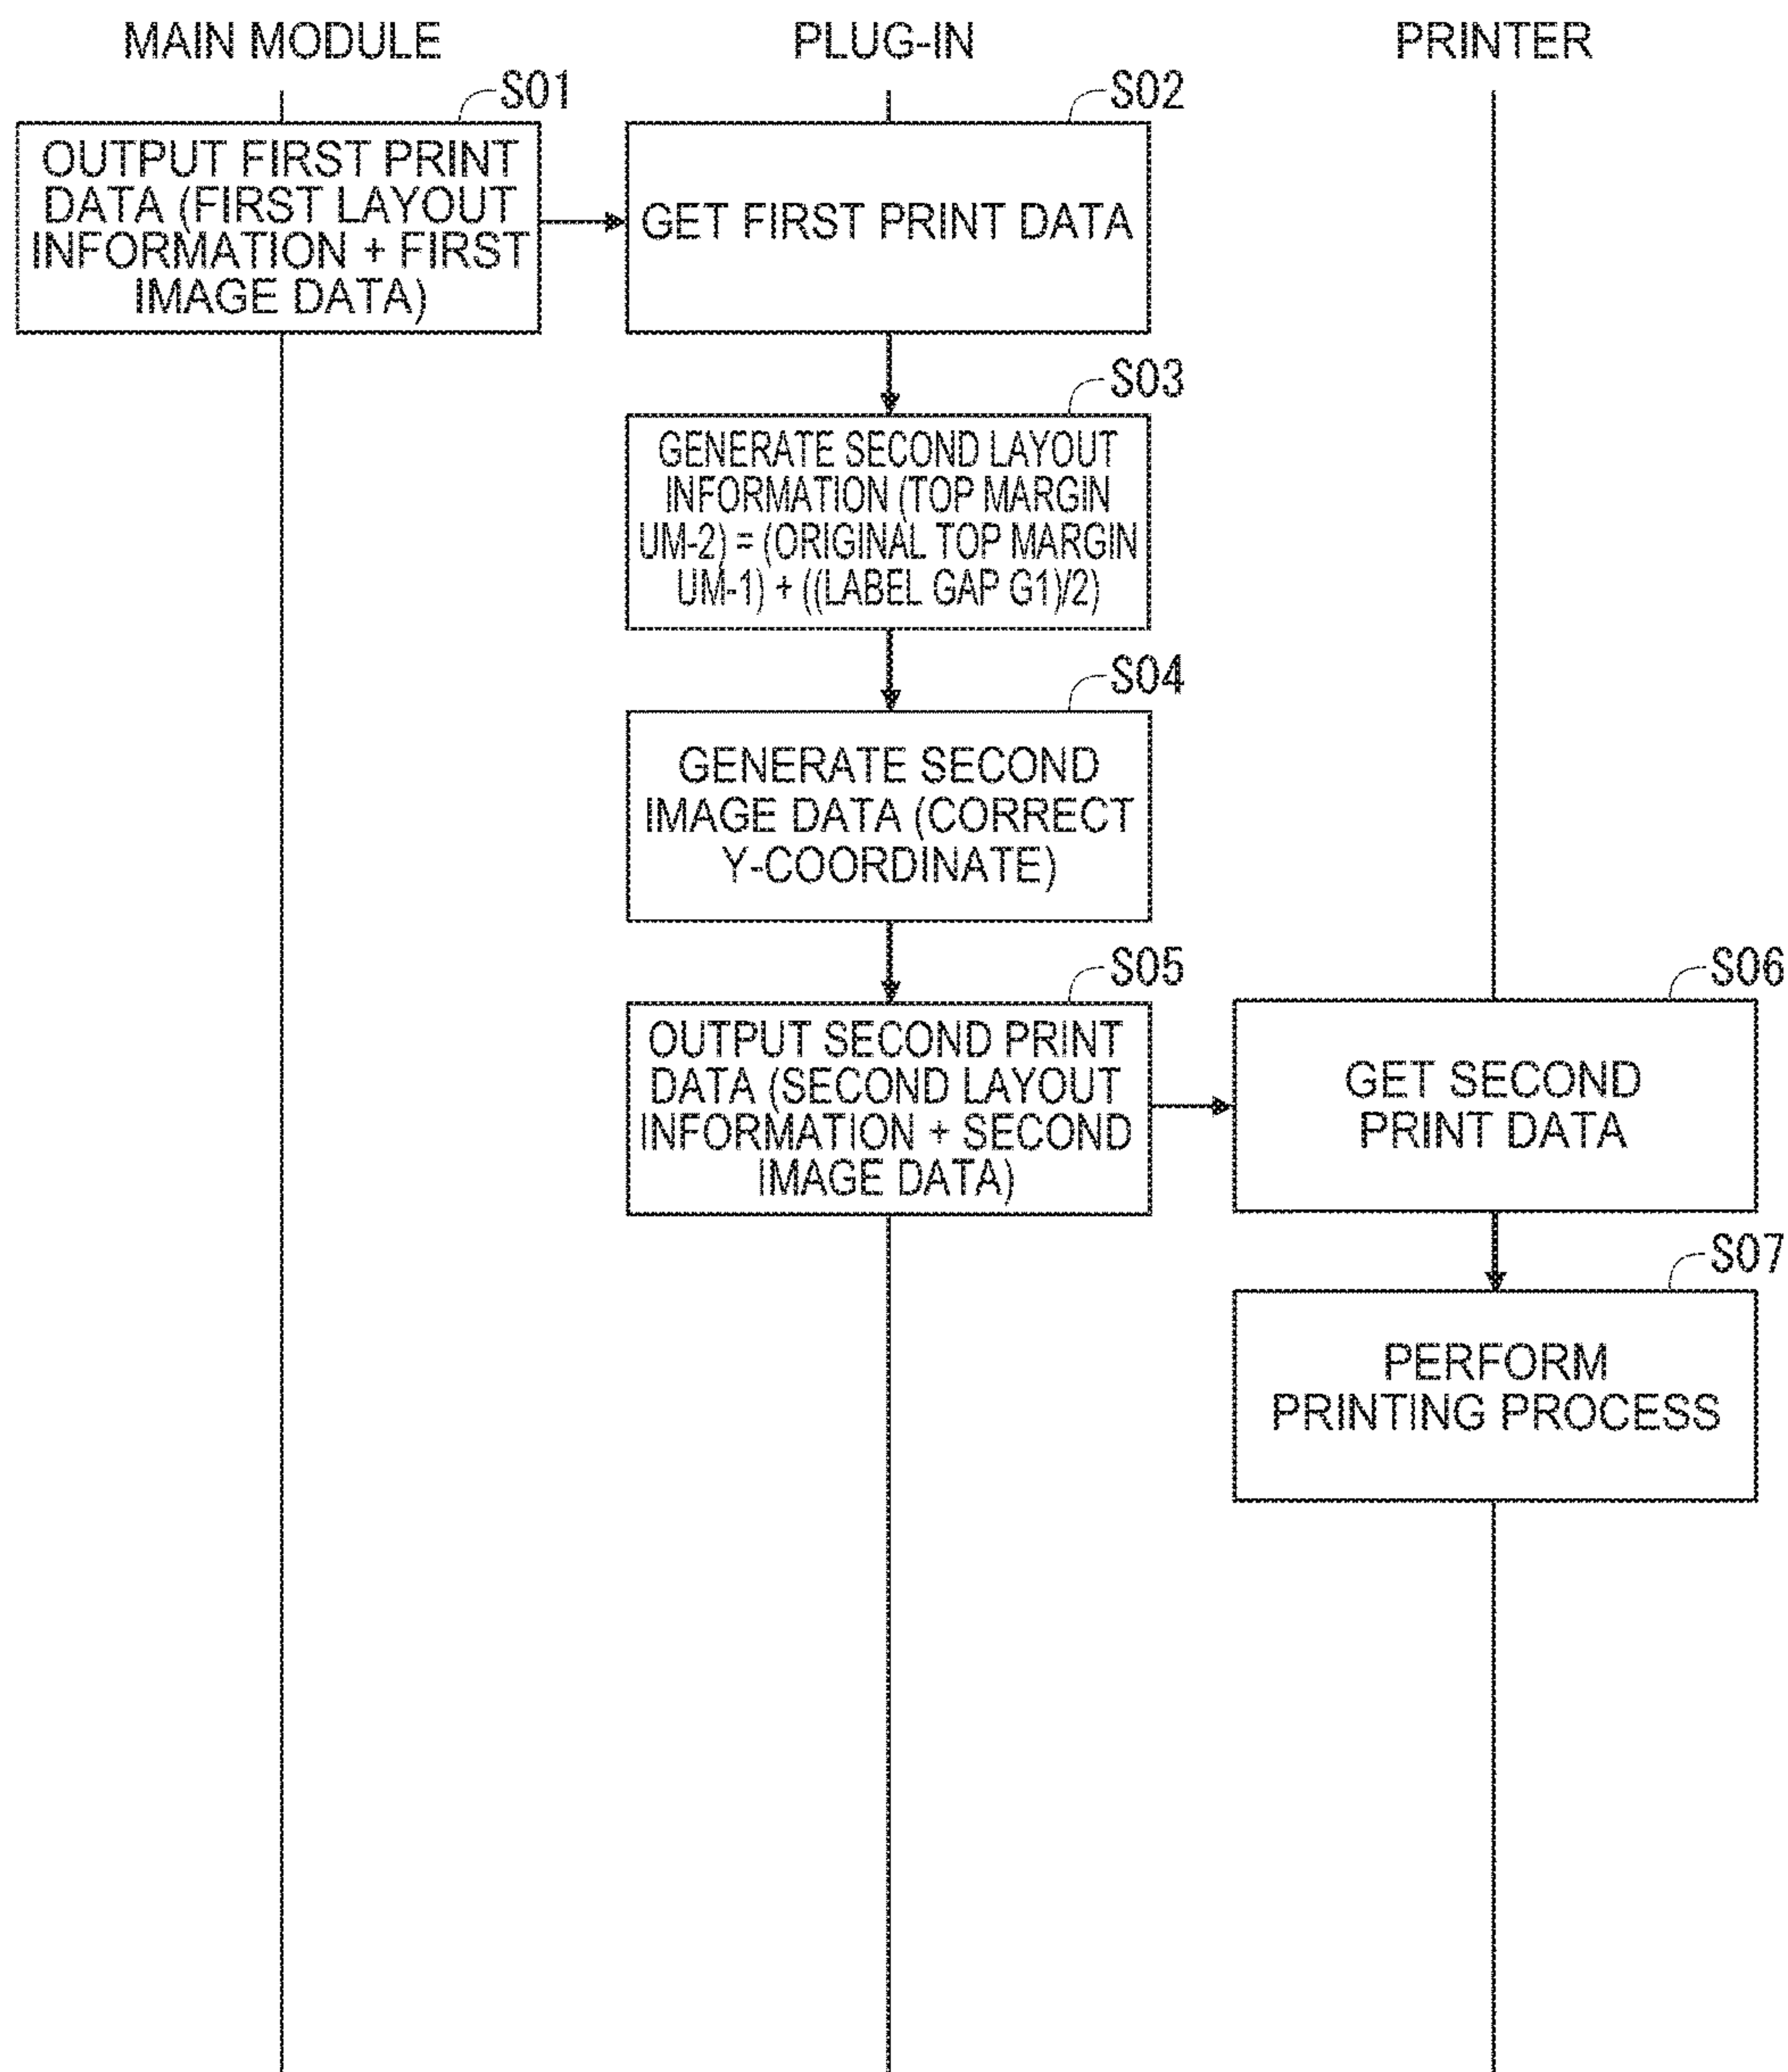 MAIN MODULE
PLUG-IN
PRINTER
S01
OUTPUT FIRST PRINT
DATA (FIRST LAYOUT
INFORMATION + FIRST
IMAGE DATA)
S02
GET FIRST PRINT DATA
S03
GENERATE SECOND LAYOUT
INFORMATION (TOP MARGIN
UM-2) = (ORIGINAL TOP MARGIN
UM-1) + ((LABEL GAP G1)/2)
S04
GENERATE SECOND
IMAGE DATA (CORRECT
Y-COORDINATE)
S05
OUTPUT SECOND PRINT
DATA (SECOND LAYOUT
INFORMATION + SECOND
IMAGE DATA)
S06
GET SECOND
PRINT DATA
S07
PERFORM
PRINTING PROCESS